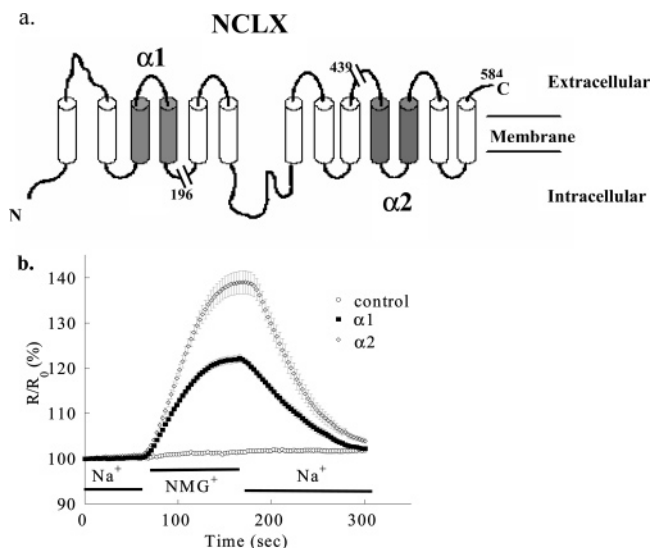 a.
NCLX
α1
439
584
C
Extracellular
Membrane
196
N
α2
Intracellular
b.
140
130
120
110
100
90
R/R0 (%)
control
α1
α2
Na+
NMG+
Na+
0
100
200
300
Time (sec)